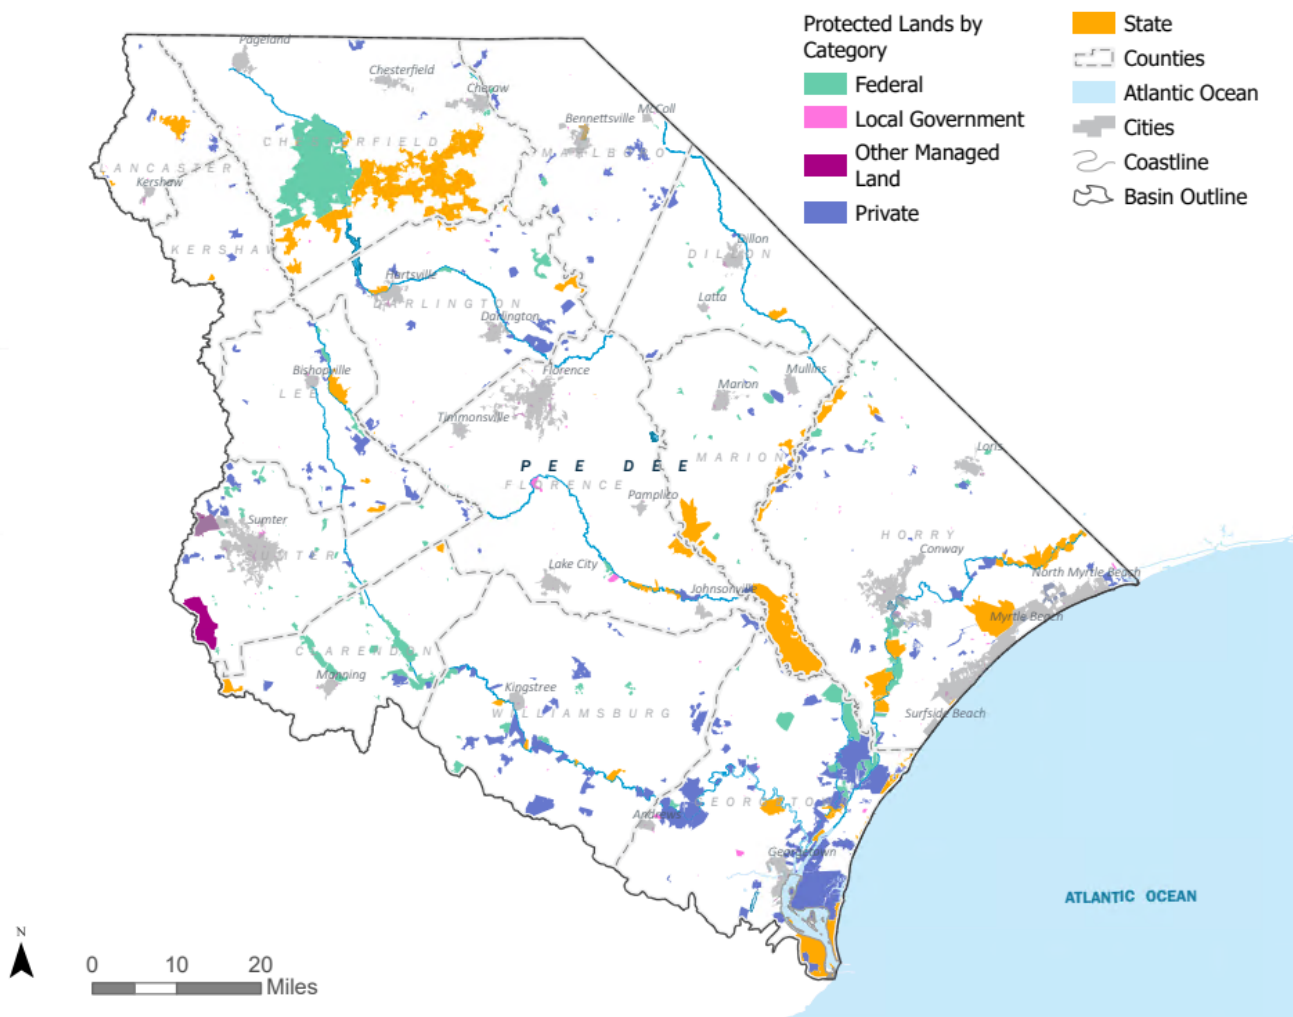 Protected Lands by
Category
Federal
Local Government
Other Managed
Land
Private
State
Counties
Atlantic Ocean
Cities
Coastline
Basin Outline
Pageland
Chesterfield
Cheraw
McColl
Bennettsville
CHESTERFIELD
MARLBORO
LANCASTER
Kershaw
KERSHAW
Dillon
DILLON
Hartsville
Latta
DARLINGTON
Darlington
Bishopville
LEE
Florence
Mullins
Marion
Timmonsville
Loris
PEE DEE
MARION
FLORENCE
Pamplico
Sumter
SUMTER
HORRY
Conway
Lake City
North Myrtle Beach
Johnsonville
Myrtle Beach
CLARENDON
Manning
Kingstree
WILLIAMSBURG
Surfside Beach
GEORGETOWN
Andrews
Georgetown
ATLANTIC OCEAN
N
0 10 20
Miles